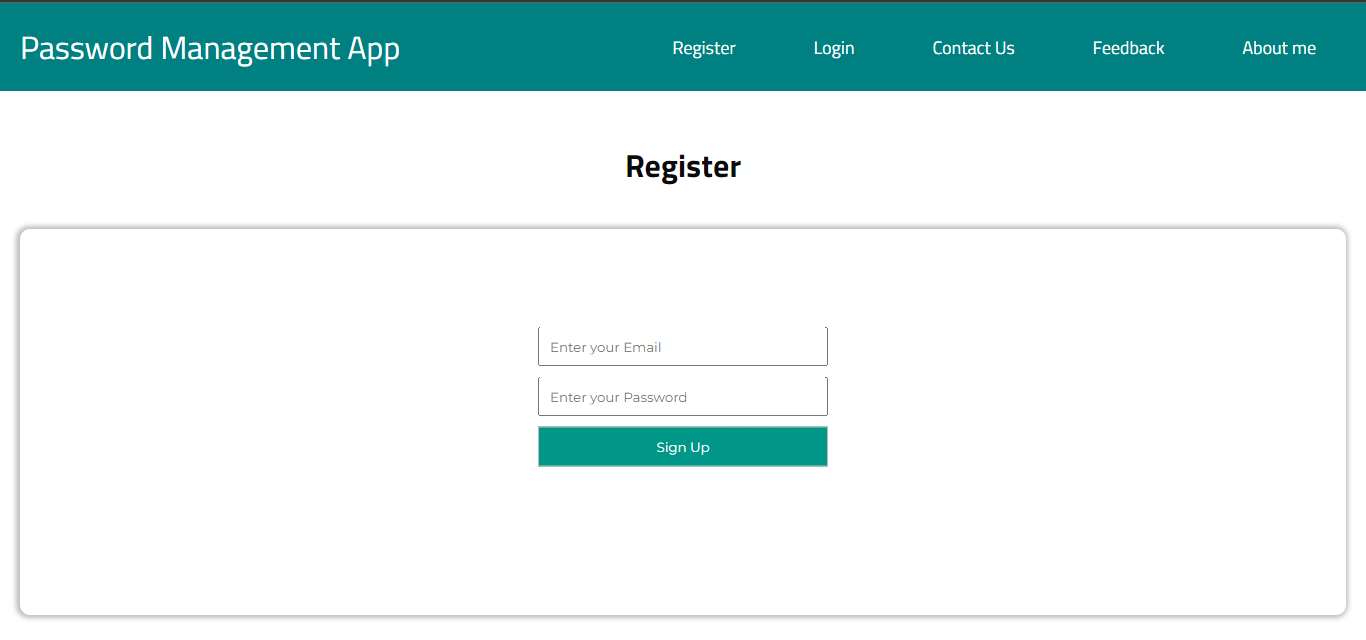 Password Management App
Register
Login
Contact Us
Feedback
About me
Register
Enter your Email
Enter your Password
Sign Up